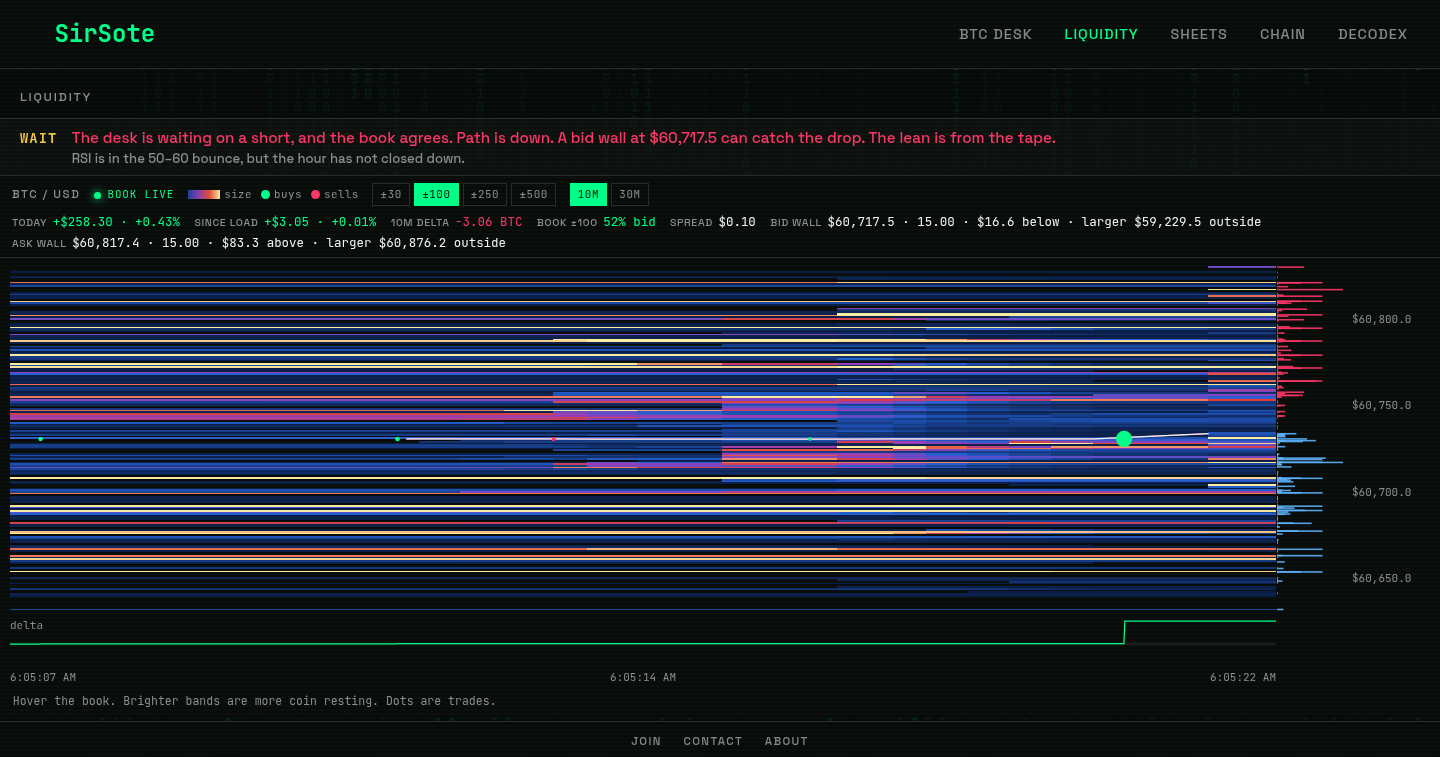 SirSote
BTC DESK LIQUIDITY SHEETS CHAIN DECODEX
LIQUIDITY
WAIT The desk is waiting on a short, and the book agrees. Path is down. A bid wall at $60,717.5 can catch the drop. The lean is from the tape.
RSI is in the 50–60 bounce, but the hour has not closed down.
BTC / USD BOOK LIVE size buys sells ±30 ±100 ±250 ±500 10M 30M
TODAY +$258.30 · +0.43% SINCE LOAD +$3.05 · +0.01% 10M DELTA -3.06 BTC BOOK ±100 52% bid SPREAD $0.10 BID WALL $60,717.5 · 15.00 · $16.6 below · larger $59,229.5 outside
ASK WALL $60,817.4 · 15.00 · $83.3 above · larger $60,876.2 outside
$60,800.0
$60,750.0
$60,700.0
$60,650.0
delta
6:05:07 AM 6:05:14 AM 6:05:22 AM
Hover the book. Brighter bands are more coin resting. Dots are trades.
JOIN CONTACT ABOUT